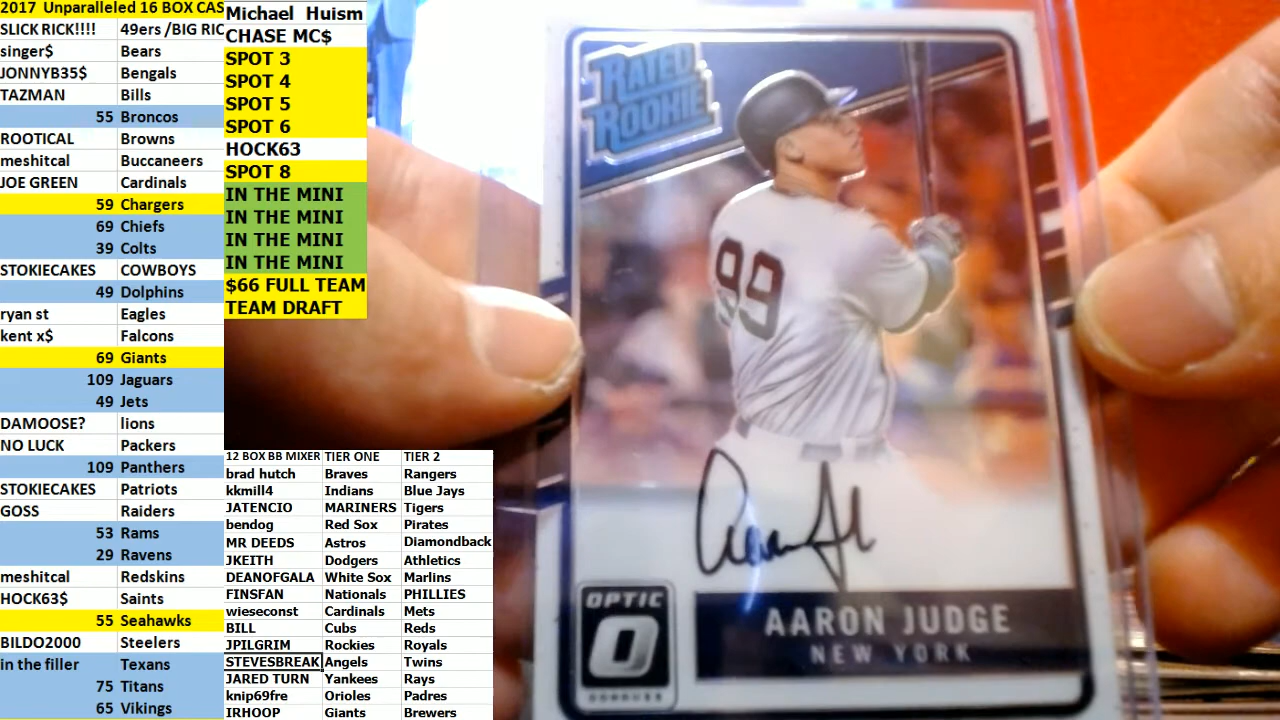 2017 Unparalleled 16 BOX CAS
SLICK RICK!!!! 49ers /BIG RIC
singer$ Bears
JONNYB35$ Bengals
TAZMAN Bills
55 Broncos
ROOTICAL Browns
meshitcal Buccaneers
JOE GREEN Cardinals
59 Chargers
69 Chiefs
39 Colts
STOKIECAKES COWBOYS
49 Dolphins
ryan st Eagles
kent x$ Falcons
69 Giants
109 Jaguars
49 Jets
DAMOOSE? lions
NO LUCK Packers
109 Panthers
STOKIECAKES Patriots
GOSS Raiders
53 Rams
29 Ravens
meshitcal Redskins
HOCK63$ Saints
55 Seahawks
BILDO2000 Steelers
in the filler Texans
75 Titans
65 Vikings
Michael Huism
CHASE MC$
SPOT 3
SPOT 4
SPOT 5
SPOT 6
HOCK63
SPOT 8
IN THE MINI
IN THE MINI
IN THE MINI
IN THE MINI
$66 FULL TEAM
TEAM DRAFT
12 BOX BB MIXER TIER ONE TIER 2
brad hutch Braves Rangers
kkmill4 Indians Blue Jays
JATENCIO MARINERS Tigers
bendog Red Sox Pirates
MR DEEDS Astros Diamondback
JKEITH Dodgers Athletics
DEANOFGALA White Sox Marlins
FINSFAN Nationals PHILLIES
wieseconst Cardinals Mets
BILL Cubs Reds
JPILGRIM Rockies Royals
STEVESBREAK Angels Twins
JARED TURN Yankees Rays
knip69fre Orioles Padres
IRHOOP Giants Brewers
RATED
ROOKIE
99
OPTIC
DONRUSS
AARON JUDGE
NEW YORK